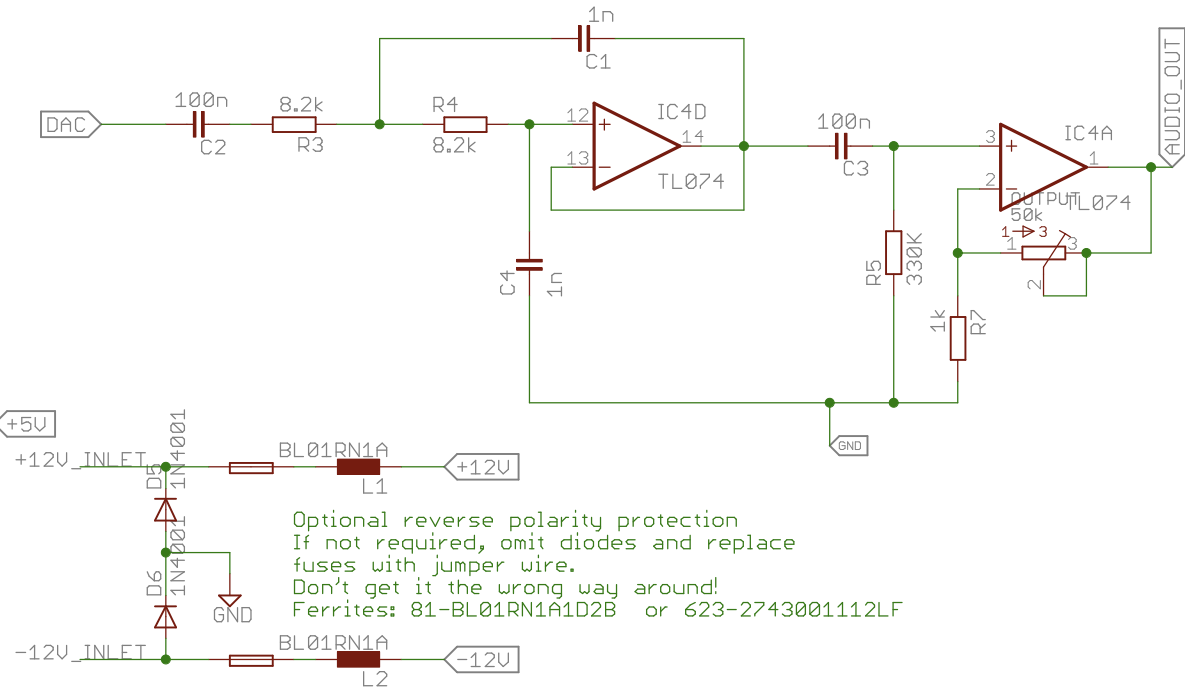 1n
C1
DAC
100n
C2
8.2k
R3
R4
8.2k
12
13
14
IC4D
TL074
100n
C3
3
2
1
IC4A
TL074
AUDIO_OUT
OUTPUT
50k
1 3
1
3
2
R5
330K
1k
R7
C4
1n
GND
+5V
+12V_INLET
D5
1N4001
BL01RN1A
L1
+12V
D6
1N4001
GND
Optional reverse polarity protection
If not required, omit diodes and replace
fuses with jumper wire.
Don't get it the wrong way around!
Ferrites: 81-BL01RN1A1D2B or 623-2743001112LF
-12V_INLET
BL01RN1A
L2
-12V